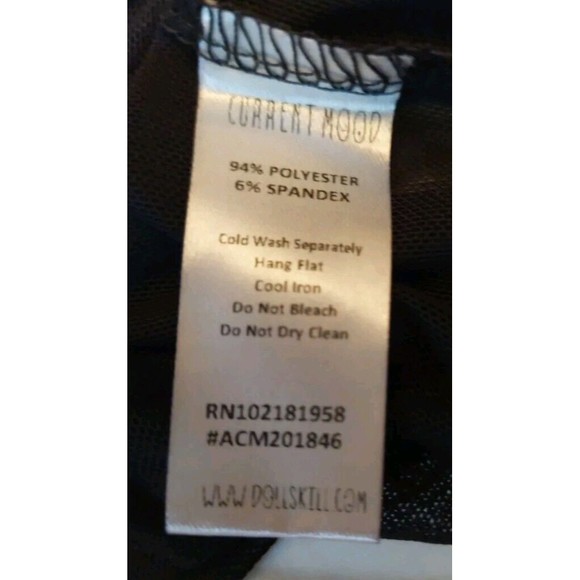 CURRENT MOOD
94% POLYESTER
6% SPANDEX
Cold Wash Separately
Hang Flat
Cool Iron
Do Not Bleach
Do Not Dry Clean
RN102181958
#ACM201846
WWW.DOLLSKILL.COM